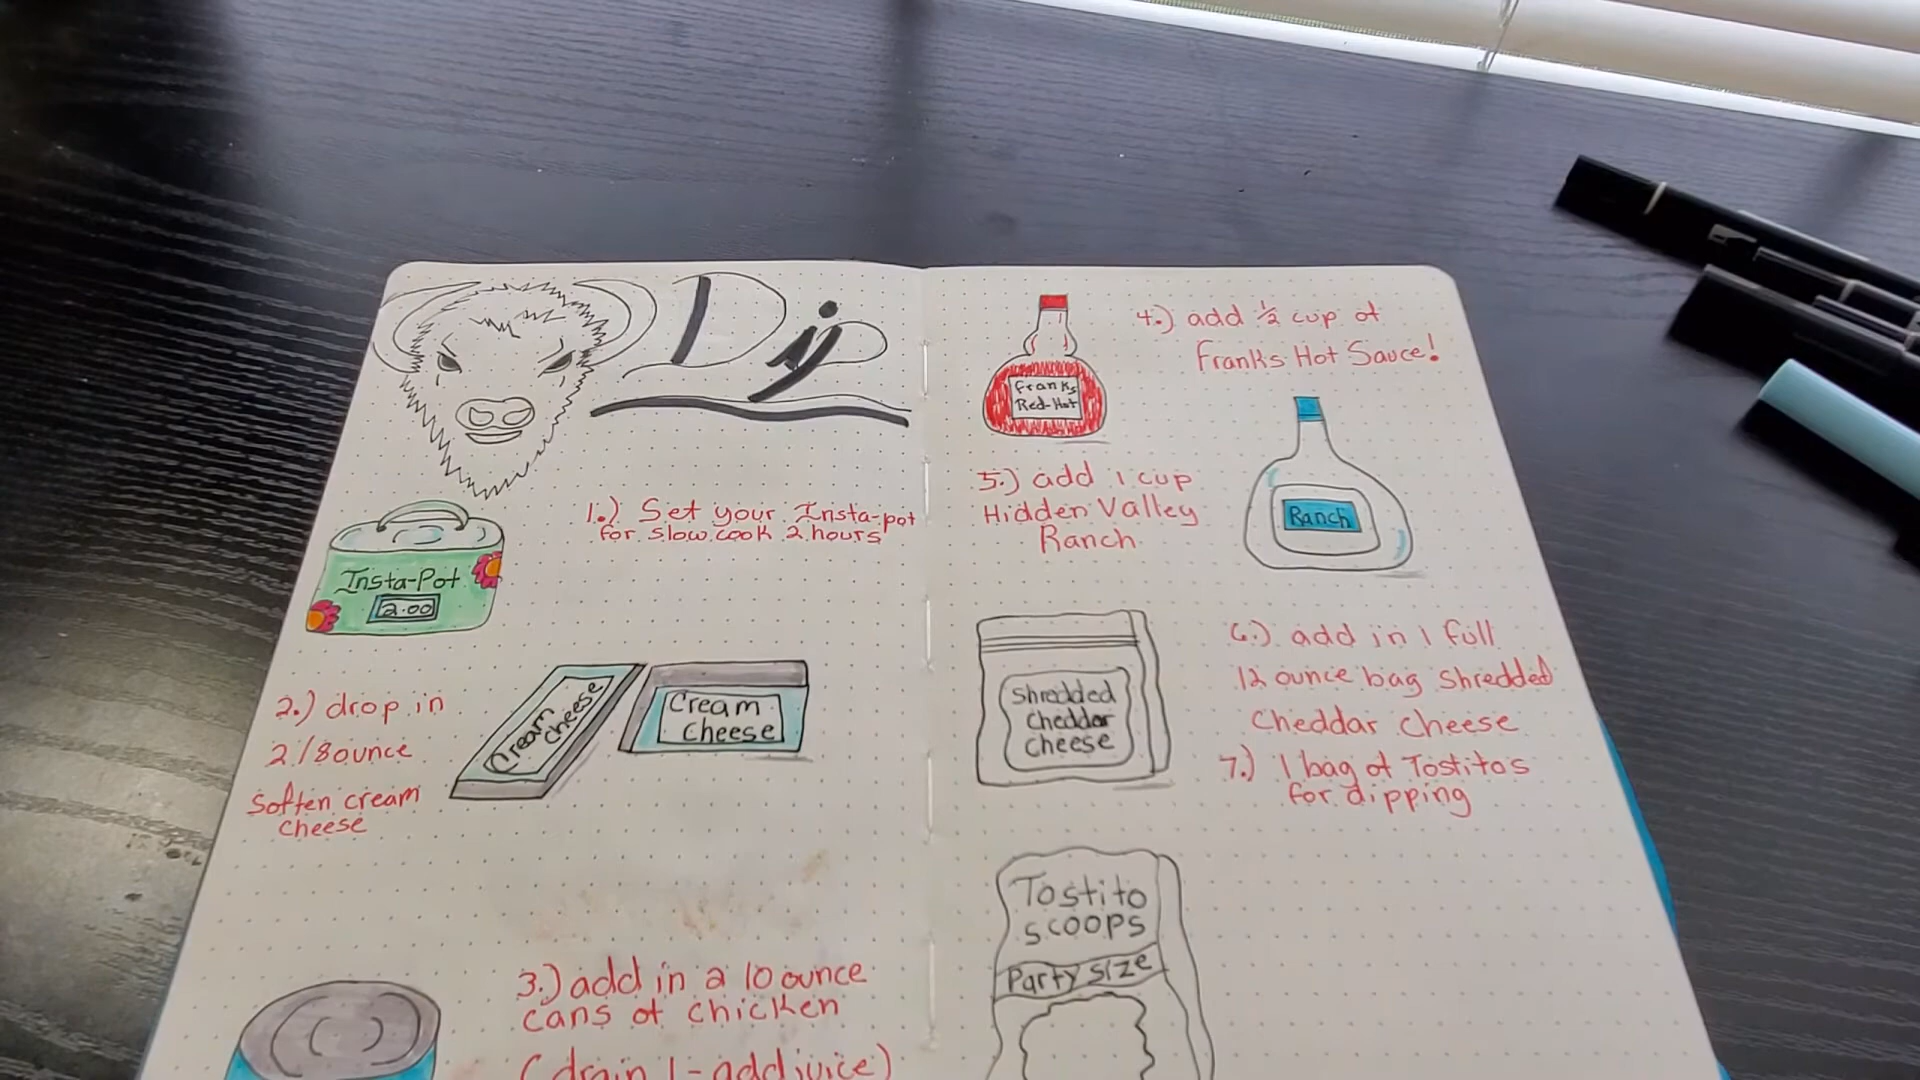 Dip
1.) Set your Insta-pot
for slow cook 2 hours
Insta-Pot
2.00
2.) drop in
2/8ounce
soften cream
cheese
Cream
cheese
Cream
Cheese
3.) add in 2 10 ounce
cans of chicken
(drain 1 - add juice)
4.) add ½ cup of
Franks Hot Sauce!
Franks
Red-Hot
5.) add 1 cup
Hidden Valley
Ranch
Ranch
6.) add in 1 full
12 ounce bag shredded
Cheddar cheese
Shredded
Cheddar
Cheese
7.) 1 bag of Tostitos
for dipping
Tostito
scoops
Party size